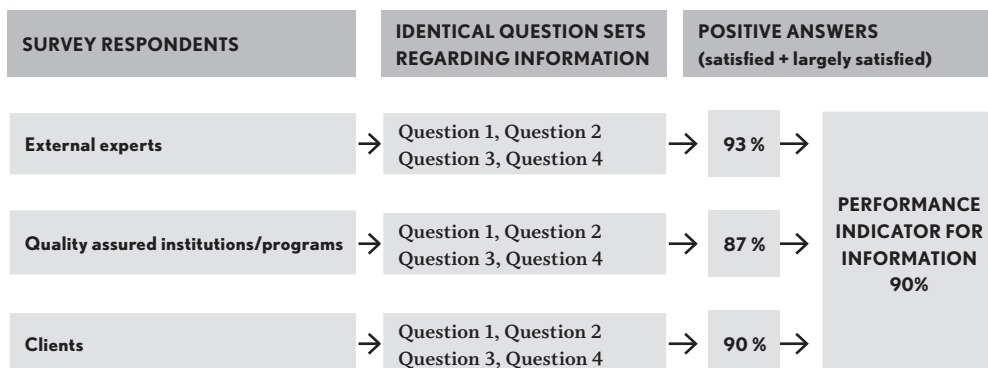 SURVEY RESPONDENTS
IDENTICAL QUESTION SETS
REGARDING INFORMATION
POSITIVE ANSWERS
(satisfied + largely satisfied)
External experts
Question 1, Question 2
Question 3, Question 4
93 %
Quality assured institutions/programs
Question 1, Question 2
Question 3, Question 4
87 %
Clients
Question 1, Question 2
Question 3, Question 4
90 %
PERFORMANCE
INDICATOR FOR
INFORMATION
90%